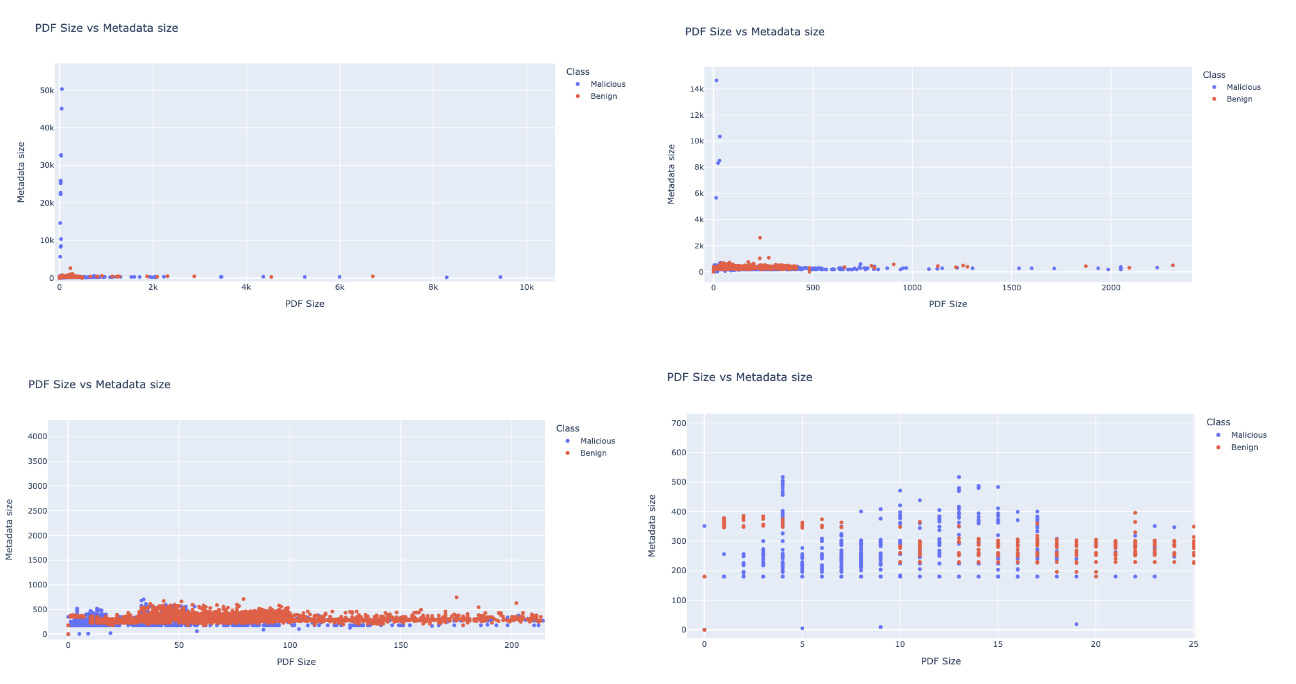 PDF Size vs Metadata size
Class
Malicious
Benign
50k
40k
30k
20k
10k
0
Metadata size
0
2k
4k
6k
8k
10k
PDF Size
PDF Size vs Metadata size
Class
Malicious
Benign
14k
12k
10k
8k
6k
4k
2k
0
Metadata size
0
500
1000
1500
2000
PDF Size
PDF Size vs Metadata size
Class
Malicious
Benign
4000
3500
3000
2500
2000
1500
1000
500
0
Metadata size
0
50
100
150
200
PDF Size
PDF Size vs Metadata size
Class
Malicious
Benign
700
600
500
400
300
200
100
0
Metadata size
0
5
10
15
20
25
PDF Size